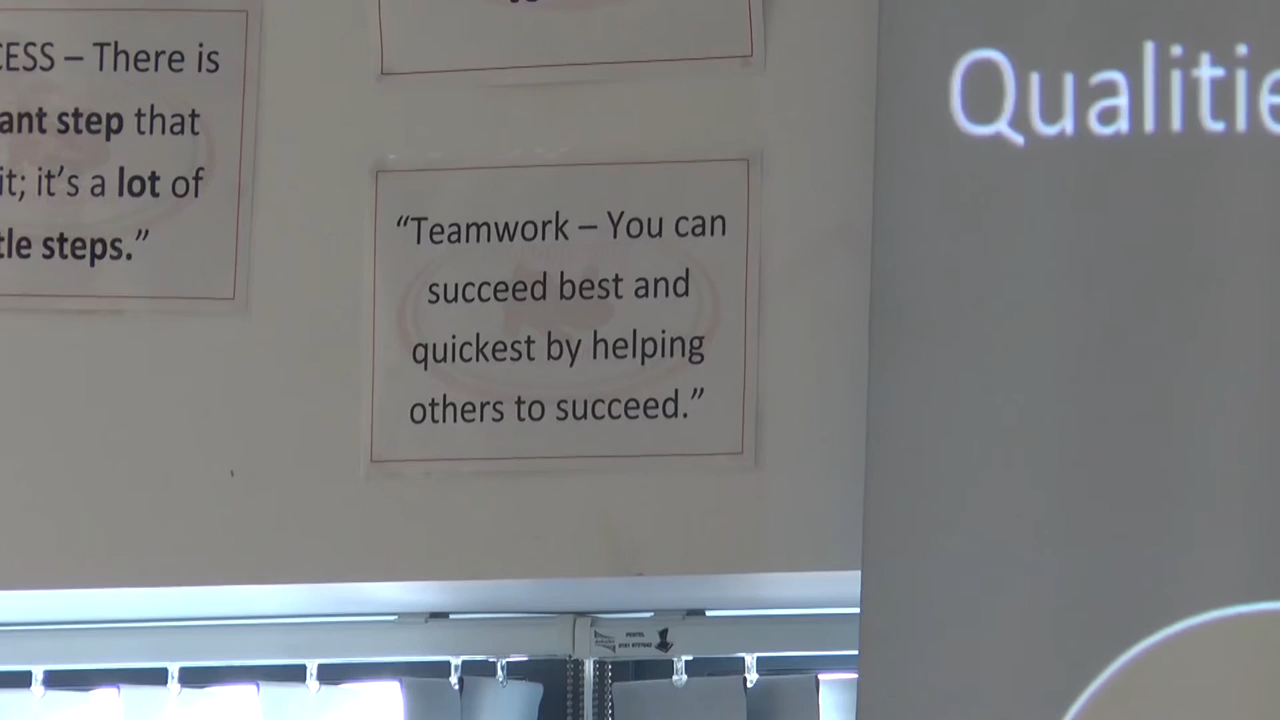 CESS – There is
ant step that
it; it's a lot of
tle steps.”
“Teamwork – You can
succeed best and
quickest by helping
others to succeed.”
Qualitie